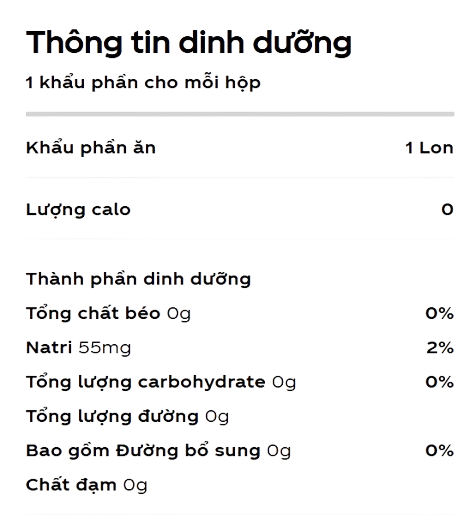 Thông tin dinh dưỡng
1 khẩu phần cho mỗi hộp
Khẩu phần ăn 1 Lon
Lượng calo 0
Thành phần dinh dưỡng
Tổng chất béo 0g 0%
Natri 55mg 2%
Tổng lượng carbohydrate 0g 0%
Tổng lượng đường 0g
Bao gồm Đường bổ sung 0g 0%
Chất đạm 0g